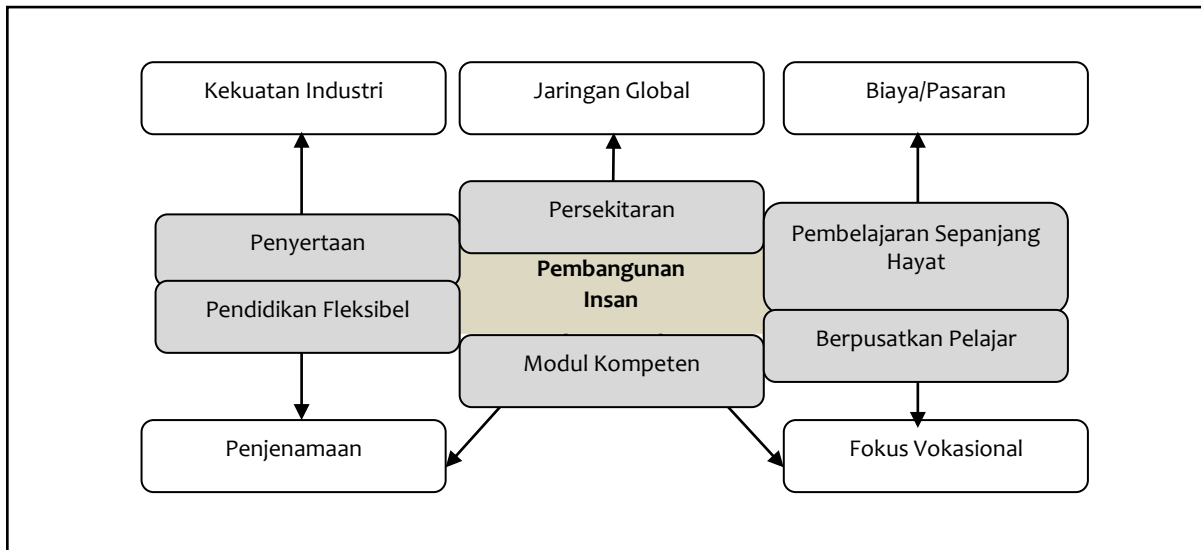 Kekuatan Industri
Jaringan Global
Biaya/Pasaran
Persekitaran
Penyertaan
Pembelajaran Sepanjang
Hayat
Pembangunan
Insan
Pendidikan Fleksibel
Berpusatkan Pelajar
Modul Kompeten
Penjenamaan
Fokus Vokasional